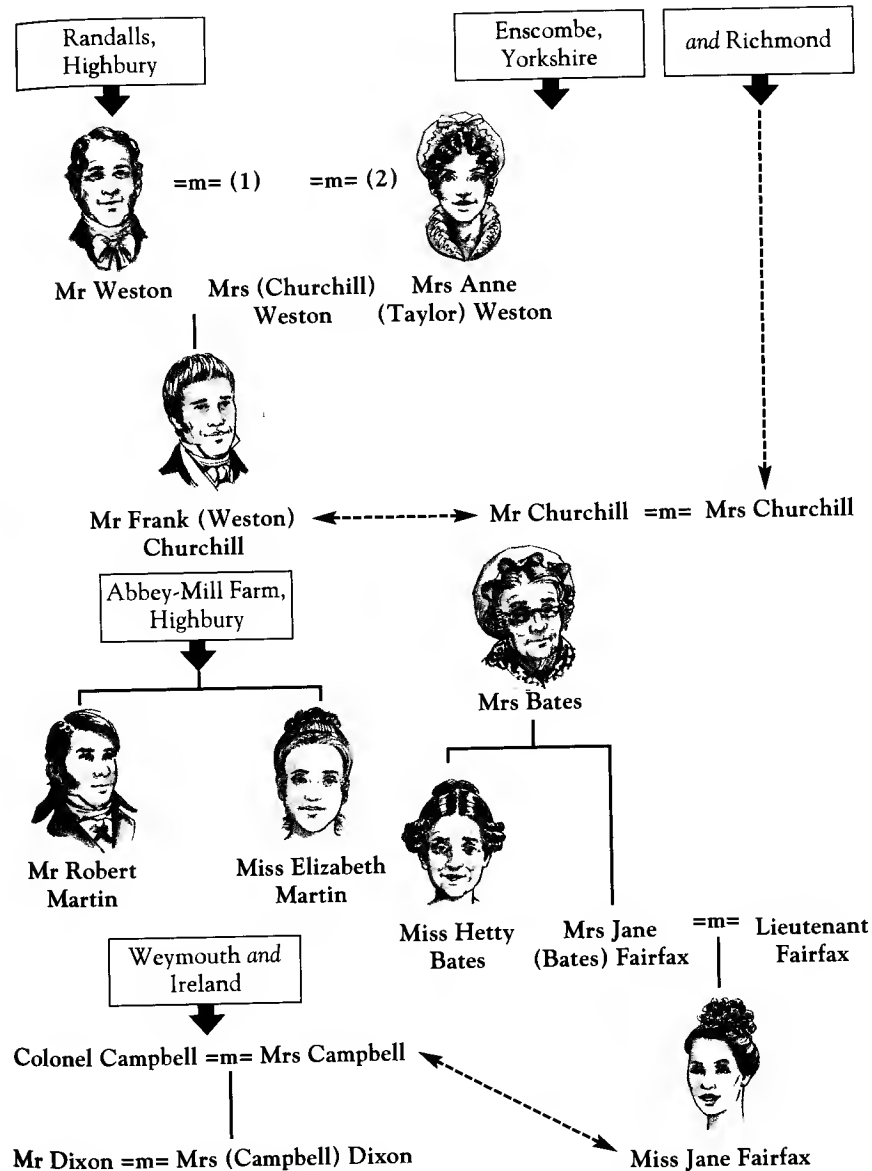 Randalls,
Highbury
Enscombe,
Yorkshire
and Richmond
=m= (1) =m= (2)
Mr Weston
Mrs (Churchill)
Weston
Mrs Anne
(Taylor) Weston
Mr Frank (Weston)
Churchill
Mr Churchill =m= Mrs Churchill
Abbey-Mill Farm,
Highbury
Mrs Bates
Mr Robert
Martin
Miss Elizabeth
Martin
Miss Hetty
Bates
Mrs Jane
(Bates) Fairfax
=m=
Lieutenant
Fairfax
Weymouth and
Ireland
Colonel Campbell =m= Mrs Campbell
Mr Dixon =m= Mrs (Campbell) Dixon
Miss Jane Fairfax